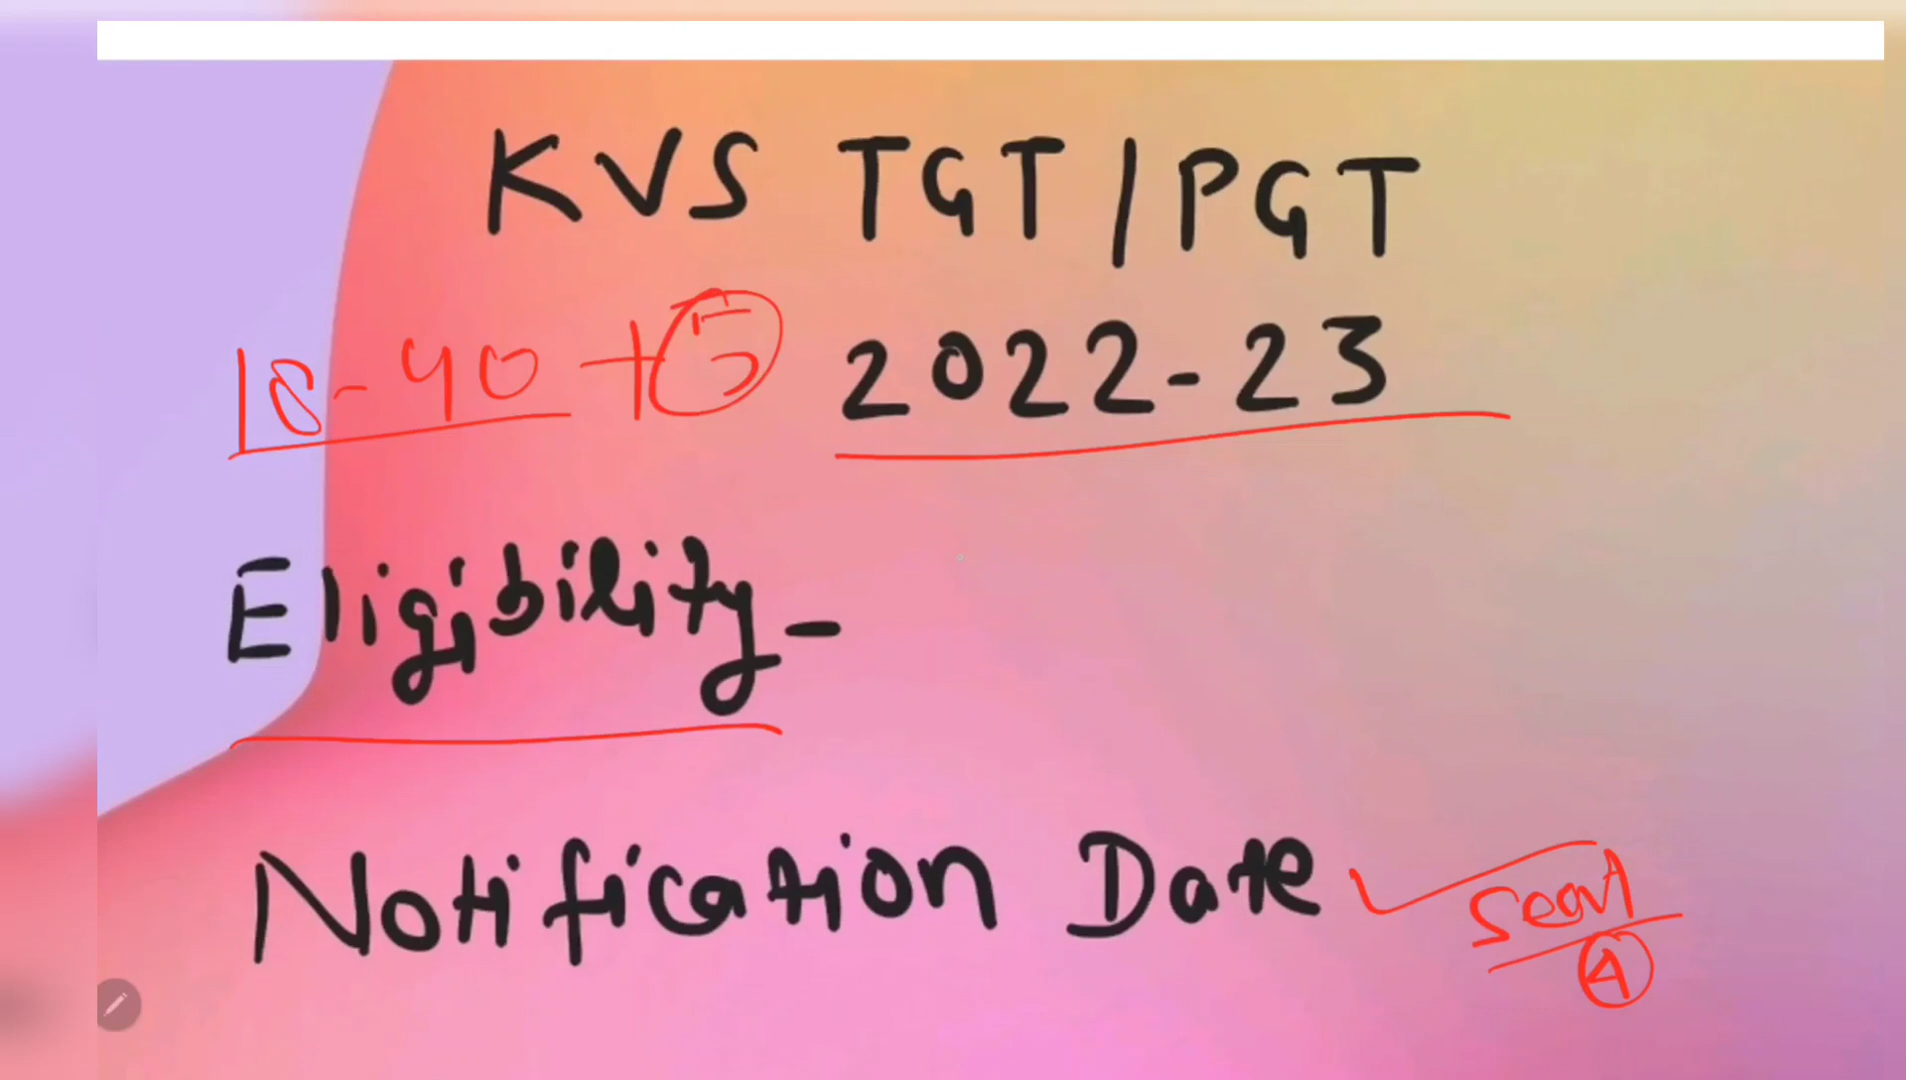 KVS TGT/PGT
18-40 + 5
2022-23
Eligibility-
Notification Date
A